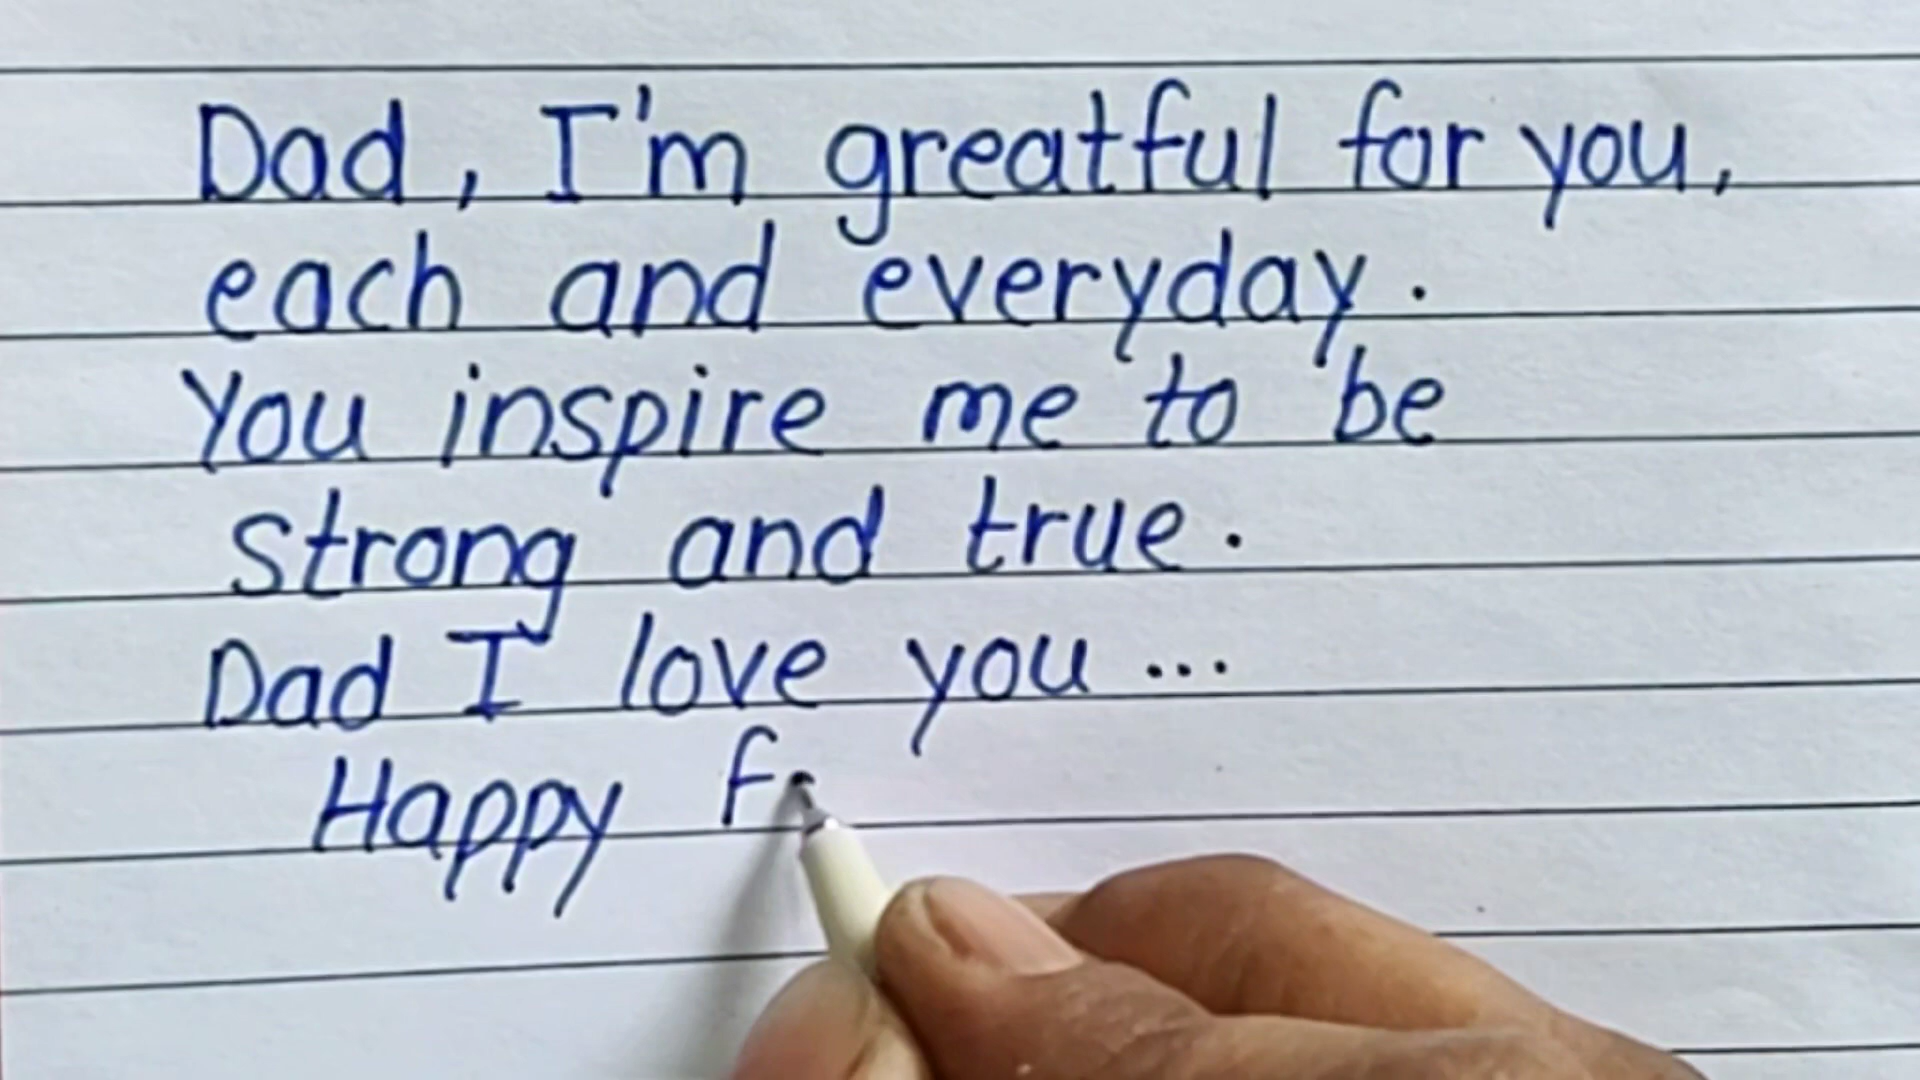 Dad, I'm greatful for you,
each and everyday.
You inspire me to be
strong and true.
Dad I love you...
Happy f